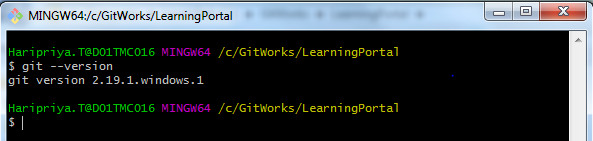 MINGW64:/c/GitWorks/LearningPortal
Haripriya.T@D01TMC016 MINGW64 /c/GitWorks/LearningPortal
$ git --version
git version 2.19.1.windows.1
Haripriya.T@D01TMC016 MINGW64 /c/GitWorks/LearningPortal
$